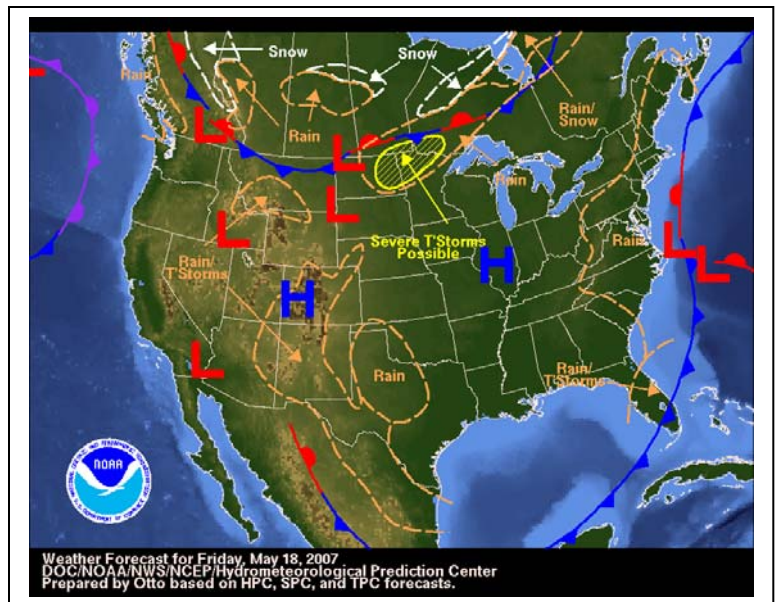 Snow
Snow
Rain
Rain
Rain/
Snow
Rain
Severe T'Storms
Possible
Rain
Rain/
T'Storms
H
H
L
L
L
L
L
L
L
Rain
Rain/
T'Storms
NOAA
Weather Forecast for Friday, May 18, 2007
DOC/NOAA/NWS/NCEP/Hydrometeorological Prediction Center
Prepared by Otto based on HPC, SPC, and TPC forecasts.